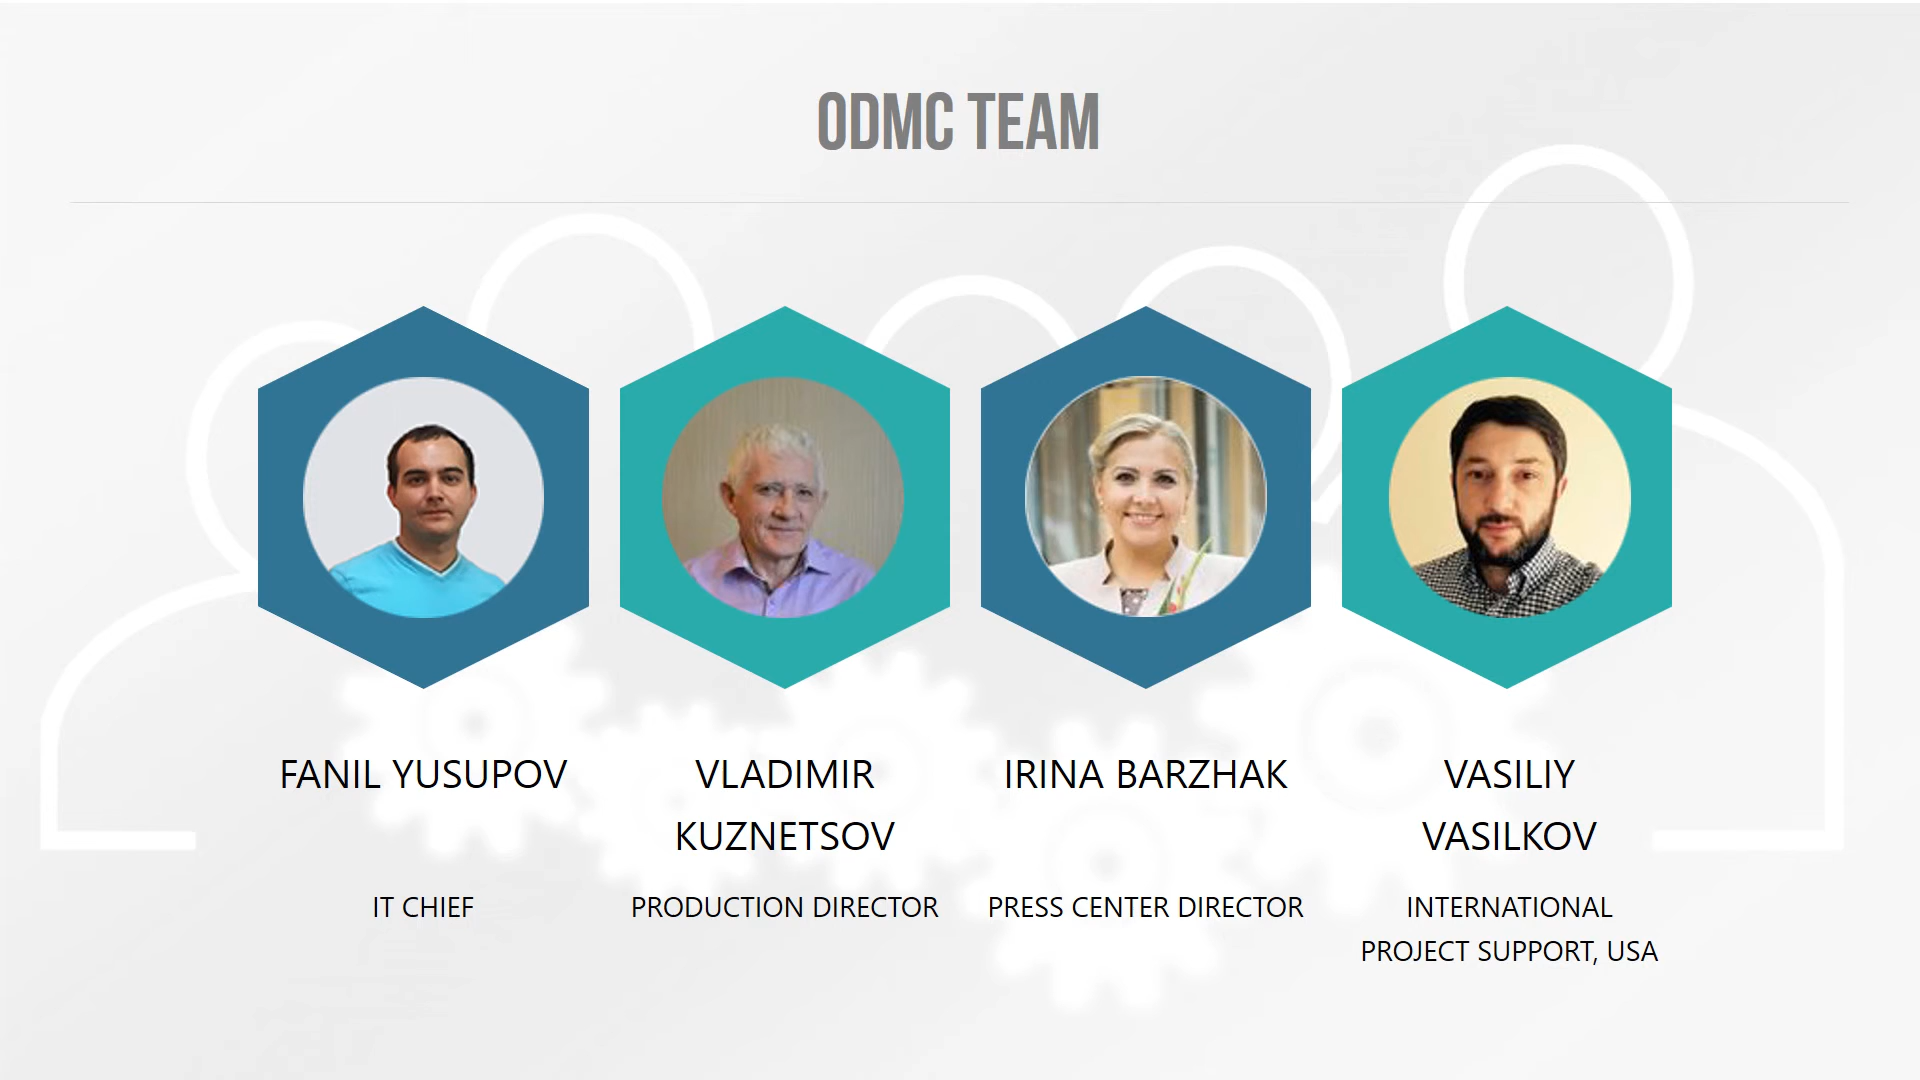 ODMC TEAM
FANIL YUSUPOV
IT CHIEF
VLADIMIR
KUZNETSOV
PRODUCTION DIRECTOR
IRINA BARZHAK
PRESS CENTER DIRECTOR
VASILIY
VASILKOV
INTERNATIONAL
PROJECT SUPPORT, USA